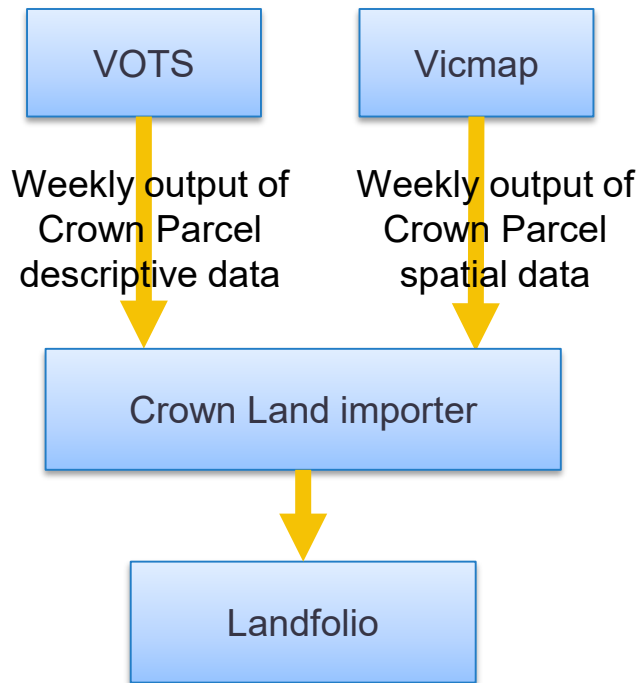 VOTS
Vicmap
Weekly output of
Crown Parcel
descriptive data
Weekly output of
Crown Parcel
spatial data
Crown Land importer
Landfolio